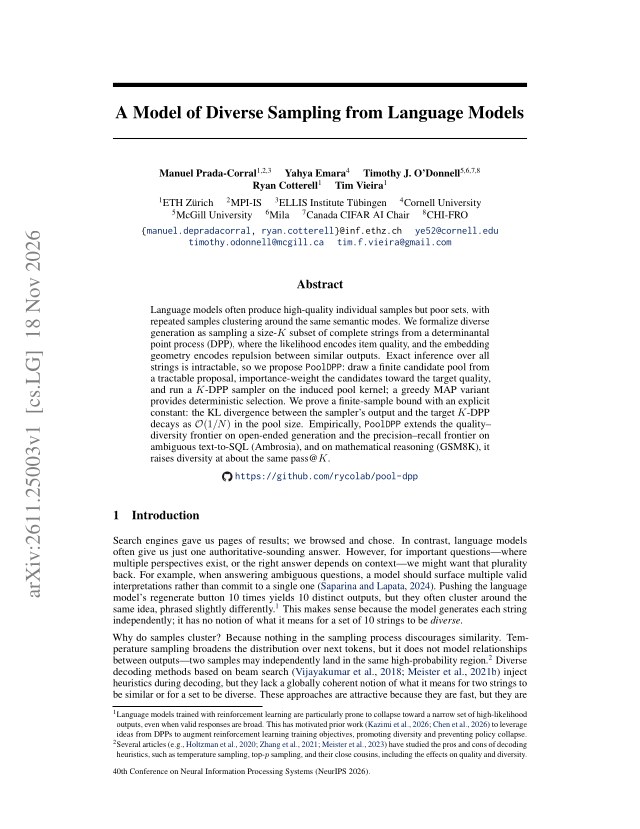 arXiv:2611.25003v1 [cs.LG] 18 Nov 2026
A Model of Diverse Sampling from Language Models
Manuel Prada-Corral1,2,3 Yahya Emara4 Timothy J. O'Donnell5,6,7,8
Ryan Cotterell1 Tim Vieira1
1ETH Zürich 2MPI-IS 3ELLIS Institute Tübingen 4Cornell University
5McGill University 6Mila 7Canada CIFAR AI Chair 8CHI-FRO
{manuel.depradacorral, ryan.cotterell}@inf.ethz.ch ye52@cornell.edu
timothy.odonnell@mcgill.ca tim.f.vieira@gmail.com
Abstract
Language models often produce high-quality individual samples but poor sets, with
repeated samples clustering around the same semantic modes. We formalize diverse
generation as sampling a size-K subset of complete strings from a determinantal
point process (DPP), where the likelihood encodes item quality, and the embedding
geometry encodes repulsion between similar outputs. Exact inference over all
strings is intractable, so we propose PoolDPP: draw a finite candidate pool from
a tractable proposal, importance-weight the candidates toward the target quality,
and run a K-DPP sampler on the induced pool kernel; a greedy MAP variant
provides deterministic selection. We prove a finite-sample bound with an explicit
constant: the KL divergence between the sampler's output and the target K-DPP
decays as O(1/N) in the pool size. Empirically, PoolDPP extends the quality–
diversity frontier on open-ended generation and the precision–recall frontier on
ambiguous text-to-SQL (Ambrosia), and on mathematical reasoning (GSM8K), it
raises diversity at about the same pass@K.
https://github.com/rycolab/pool-dpp
1 Introduction
Search engines gave us pages of results; we browsed and chose. In contrast, language models
often give us just one authoritative-sounding answer. However, for important questions—where
multiple perspectives exist, or the right answer depends on context—we might want that plurality
back. For example, when answering ambiguous questions, a model should surface multiple valid
interpretations rather than commit to a single one (Saparina and Lapata, 2024). Pushing the language
model's regenerate button 10 times yields 10 distinct outputs, but they often cluster around the
same idea, phrased slightly differently.1 This makes sense because the model generates each string
independently; it has no notion of what it means for a set of 10 strings to be diverse.
Why do samples cluster? Because nothing in the sampling process discourages similarity. Tem-
perature sampling broadens the distribution over next tokens, but it does not model relationships
between outputs—two samples may independently land in the same high-probability region.2 Diverse
decoding methods based on beam search (Vijayakumar et al., 2018; Meister et al., 2021b) inject
heuristics during decoding, but they lack a globally coherent notion of what it means for two strings to
be similar or for a set to be diverse. These approaches are attractive because they are fast, but they are
1Language models trained with reinforcement learning are particularly prone to collapse toward a narrow set of high-likelihood
outputs, even when valid responses are broad. This has motivated prior work (Kazimi et al., 2026; Chen et al., 2026) to leverage
ideas from DPPs to augment reinforcement learning training objectives, promoting diversity and preventing policy collapse.
2Several articles (e.g., Holtzman et al., 2020; Zhang et al., 2021; Meister et al., 2023) have studied the pros and cons of decoding
heuristics, such as temperature sampling, top-p sampling, and their close cousins, including the effects on quality and diversity.
40th Conference on Neural Information Processing Systems (NeurIPS 2026).